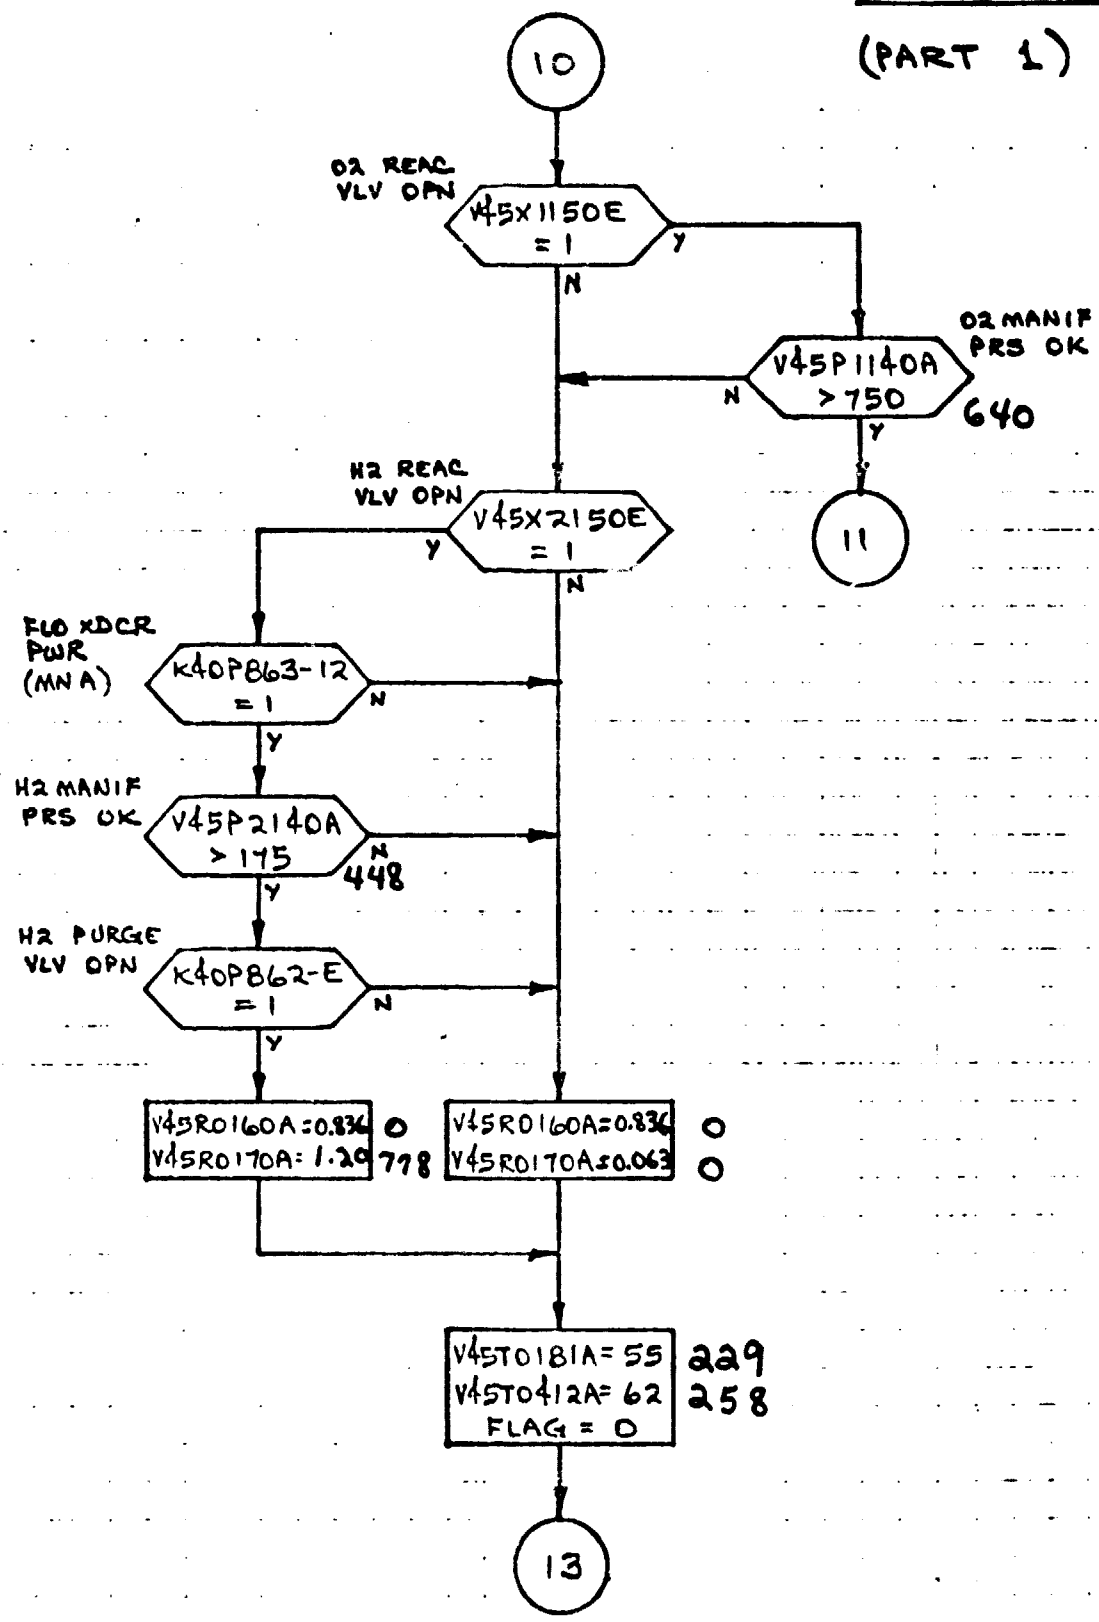 (PART 1)
10
O2 REAC
VLV OPN
V45X1150E
= 1
Y
N
O2 MANIF
PRS OK
V45P1140A
> 750
640
N
Y
11
H2 REAC
VLV OPN
V45X2150E
= 1
Y
N
FLO XDCR
PWR
(MN A)
K40P863-12
= 1
N
Y
H2 MANIF
PRS OK
V45P2140A
> 175
N
448
Y
H2 PURGE
VLV OPN
K40P862-E
= 1
N
Y
V45R0160A=0.836 0
V45R0170A=1.20 778
V45R0160A=0.836 0
V45R0170A=0.063 0
V45T0181A= 55 229
V45T0412A= 62 258
FLAG = 0
13